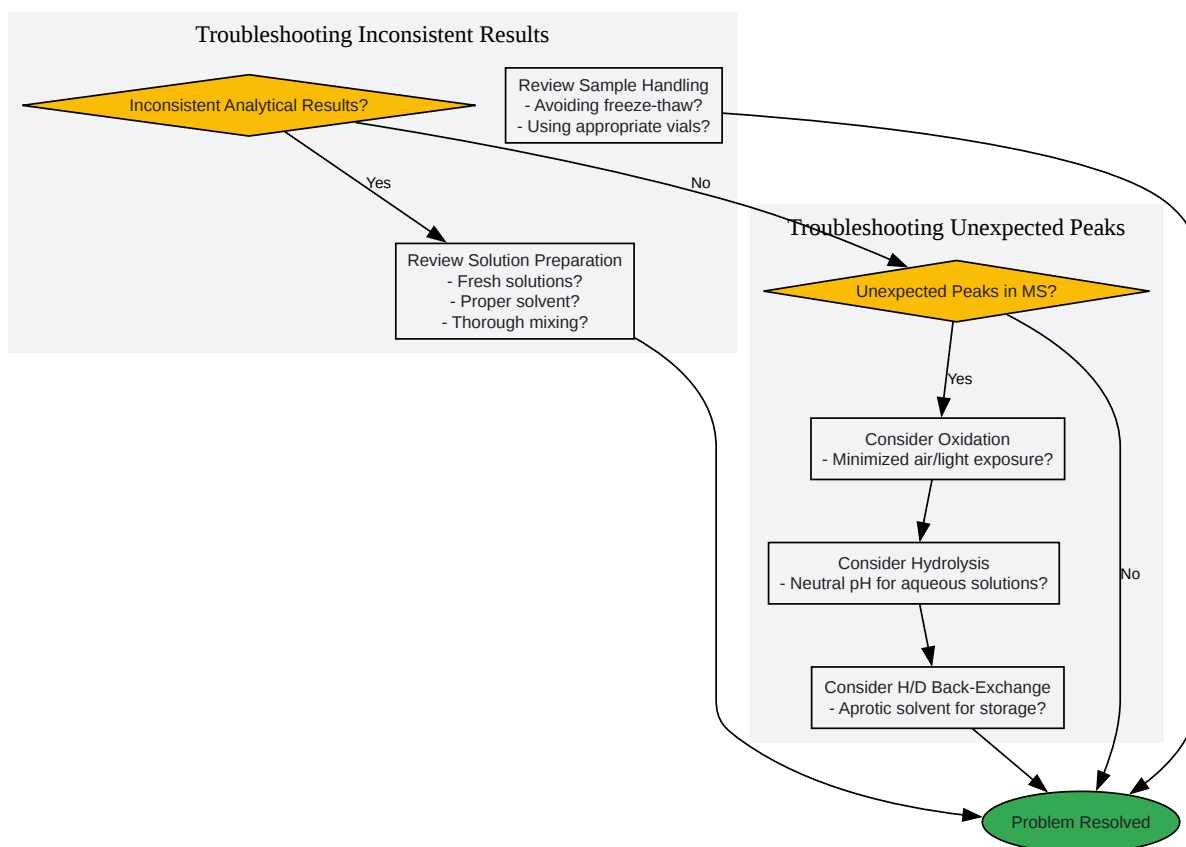 Troubleshooting Inconsistent Results
Inconsistent Analytical Results?
Review Sample Handling
- Avoiding freeze-thaw?
- Using appropriate vials?
Yes
No
Review Solution Preparation
- Fresh solutions?
- Proper solvent?
- Thorough mixing?
Troubleshooting Unexpected Peaks
Unexpected Peaks in MS?
Yes
Consider Oxidation
- Minimized air/light exposure?
Consider Hydrolysis
- Neutral pH for aqueous solutions?
No
Consider H/D Back-Exchange
- Aprotic solvent for storage?
Problem Resolved